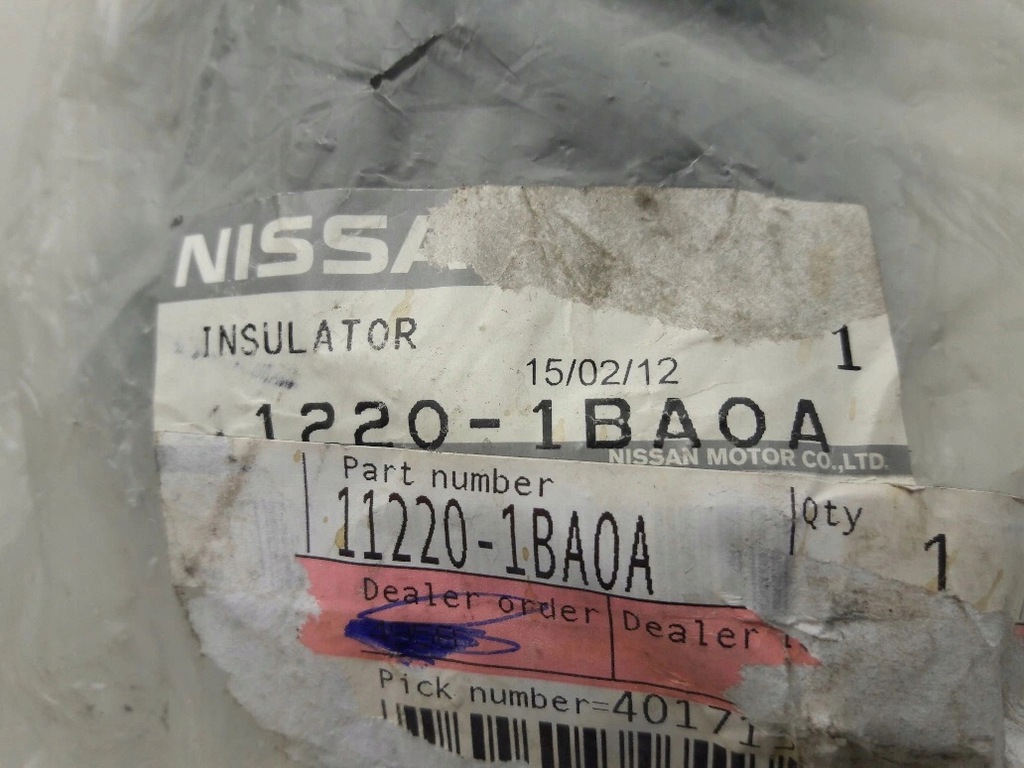 NISSA
INSULATOR
1
15/02/12
1220-1BA0A
NISSAN MOTOR CO.,LTD.
Part number
Qty
11220-1BA0A
1
Dealer order
Dealer
Pick number=40171